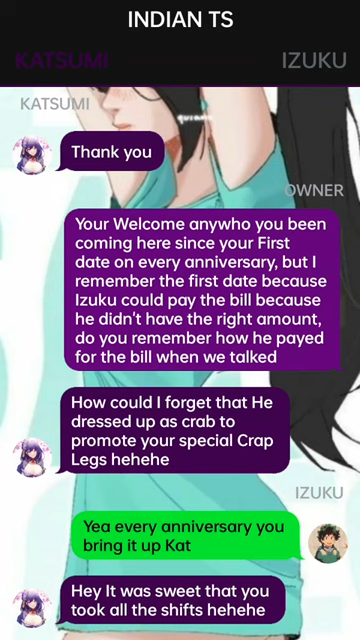 INDIAN TS
KATSUMI
IZUKU
KATSUMI
Thank you
OWNER
Your Welcome anywho you been
coming here since your First
date on every anniversary, but I
remember the first date because
Izuku could pay the bill because
he didn't have the right amount,
do you remember how he payed
for the bill when we talked
How could I forget that He
dressed up as crab to
promote your special Crap
Legs hehehe
IZUKU
Yea every anniversary you
bring it up Kat
Hey It was sweet that you
took all the shifts hehehe